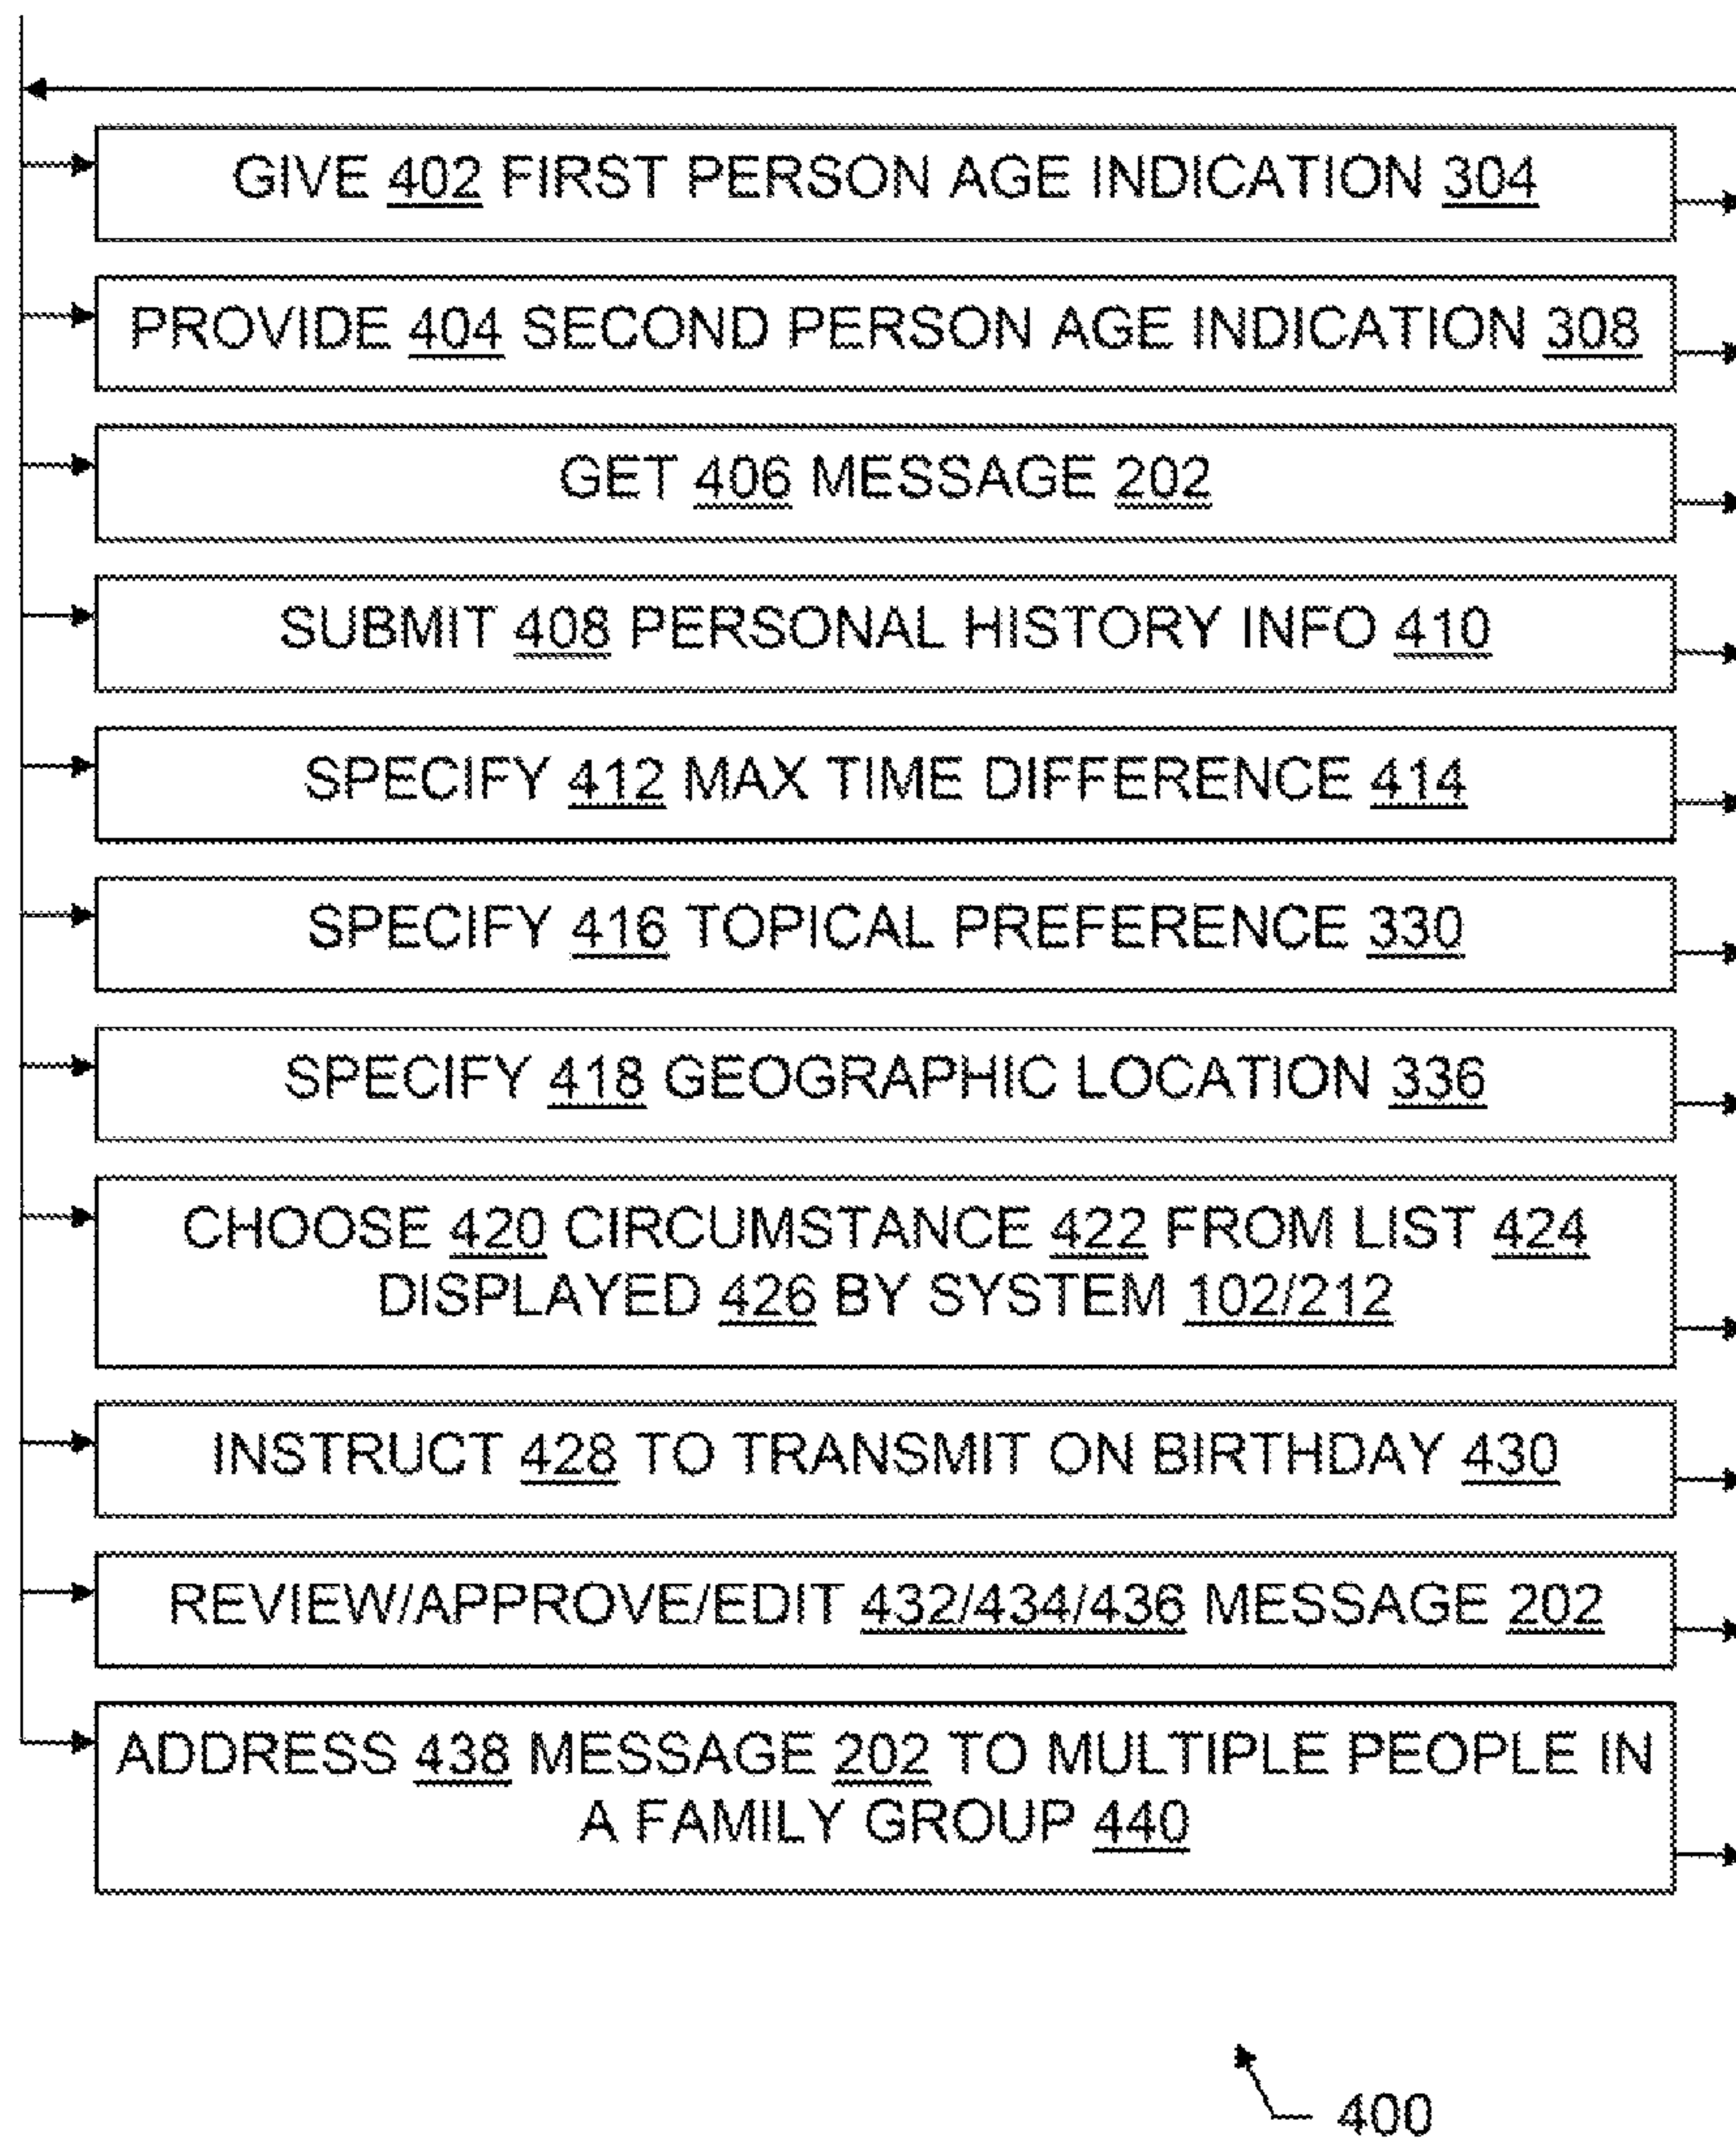 GIVE 402 FIRST PERSON AGE INDICATION 304
PROVIDE 404 SECOND PERSON AGE INDICATION 308
GET 406 MESSAGE 202
SUBMIT 408 PERSONAL HISTORY INFO 410
SPECIFY 412 MAX TIME DIFFERENCE 414
SPECIFY 416 TOPICAL PREFERENCE 330
SPECIFY 418 GEOGRAPHIC LOCATION 336
CHOOSE 420 CIRCUMSTANCE 422 FROM LIST 424
DISPLAYED 426 BY SYSTEM 102/212
INSTRUCT 428 TO TRANSMIT ON BIRTHDAY 430
REVIEW/APPROVE/EDIT 432/434/436 MESSAGE 202
ADDRESS 438 MESSAGE 202 TO MULTIPLE PEOPLE IN
A FAMILY GROUP 440
400